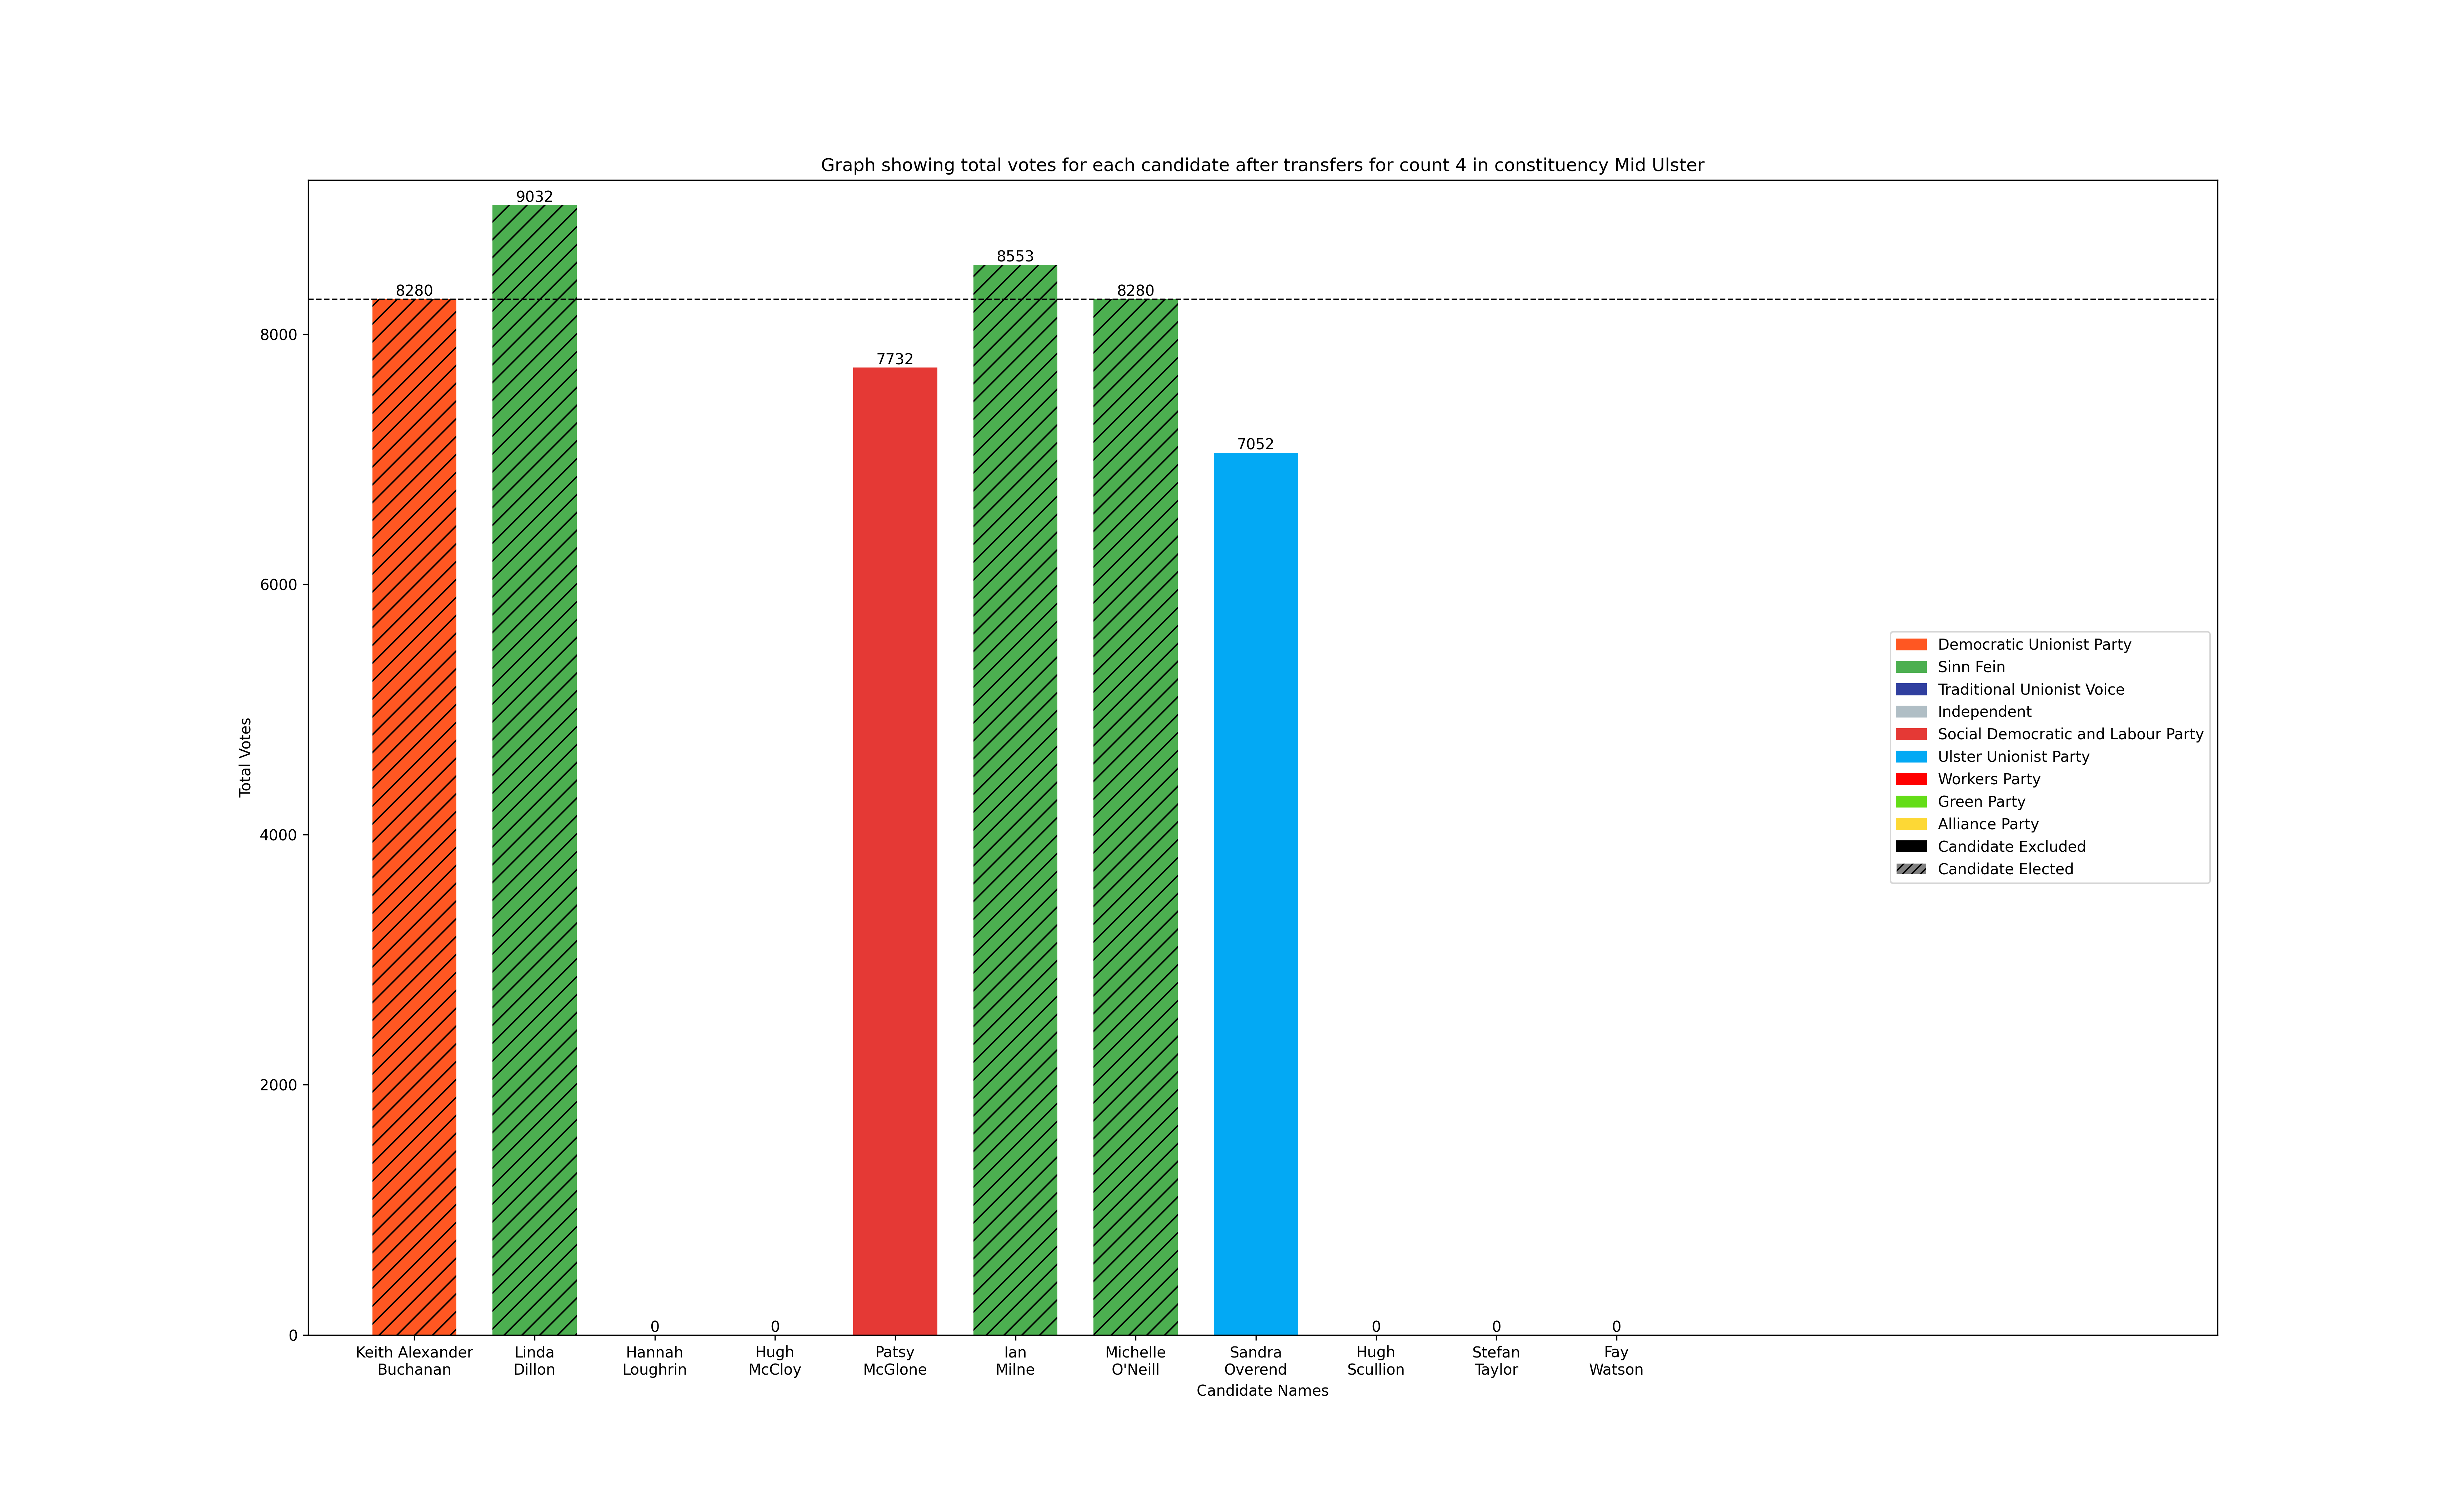 Graph showing total votes for each candidate after transfers for count 4 in constituency Mid Ulster
9032
8553
8280
8280
8000
7732
7052
6000
4000
2000
0
Total Votes
0
0
0
0
0
Democratic Unionist Party
Sinn Fein
Traditional Unionist Voice
Independent
Social Democratic and Labour Party
Ulster Unionist Party
Workers Party
Green Party
Alliance Party
Candidate Excluded
Candidate Elected
Keith Alexander
Buchanan
Linda
Dillon
Hannah
Loughrin
Hugh
McCloy
Patsy
McGlone
Ian
Milne
Michelle
O'Neill
Sandra
Overend
Hugh
Scullion
Stefan
Taylor
Fay
Watson
Candidate Names